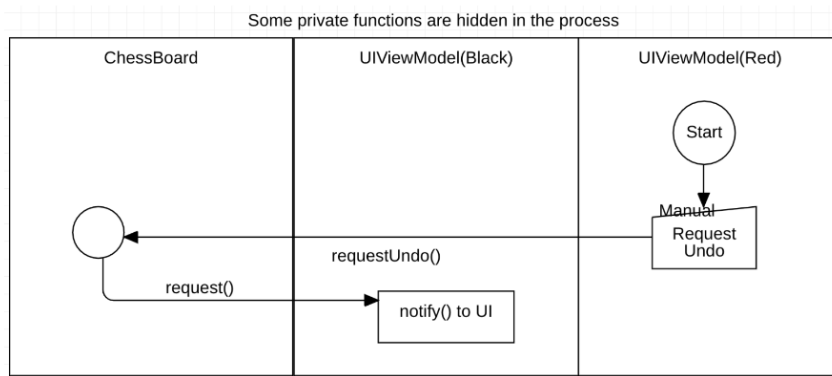 Some private functions are hidden in the process
ChessBoard
UIViewModel(Black)
UIViewModel(Red)
Start
Manual
Request
Undo
requestUndo()
request()
notify() to UI